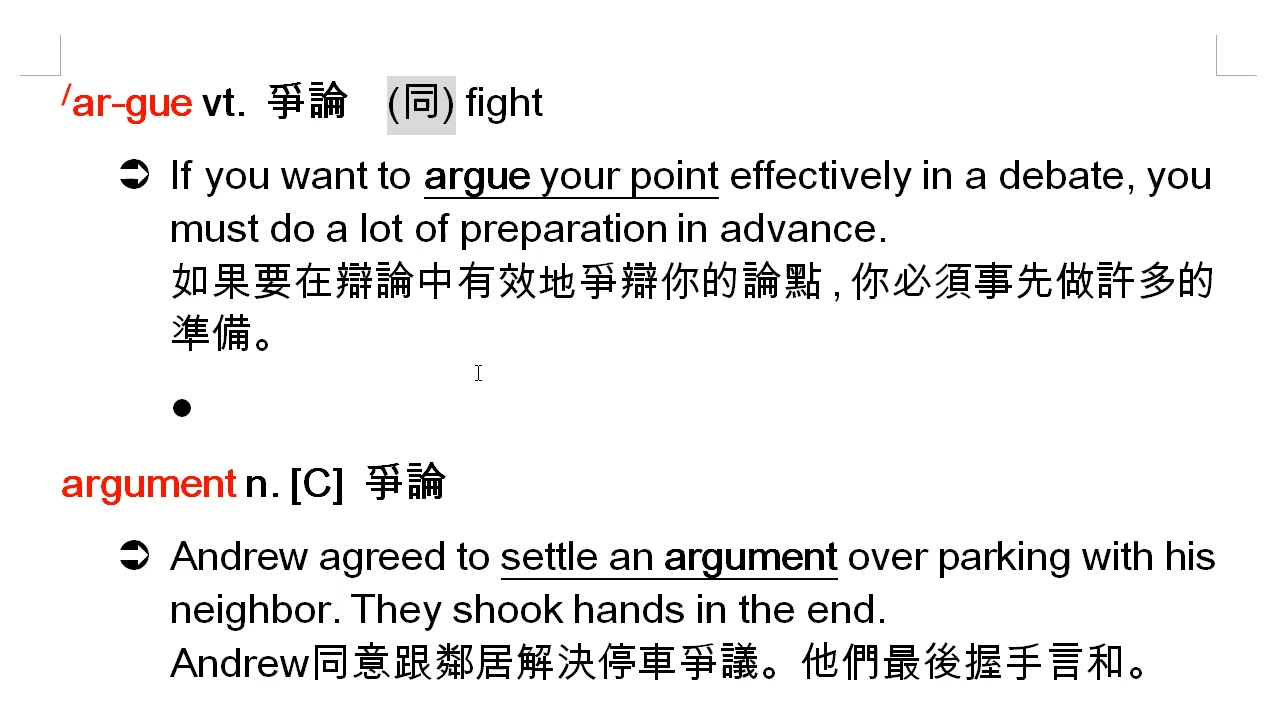 /ar-gue vt. 爭論 (同) fight
➲ If you want to argue your point effectively in a debate, you
must do a lot of preparation in advance.
如果要在辯論中有效地爭辯你的論點，你必須事先做許多的
準備。
●
argument n. [C] 爭論
➲ Andrew agreed to settle an argument over parking with his
neighbor. They shook hands in the end.
Andrew同意跟鄰居解決停車爭議。他們最後握手言和。